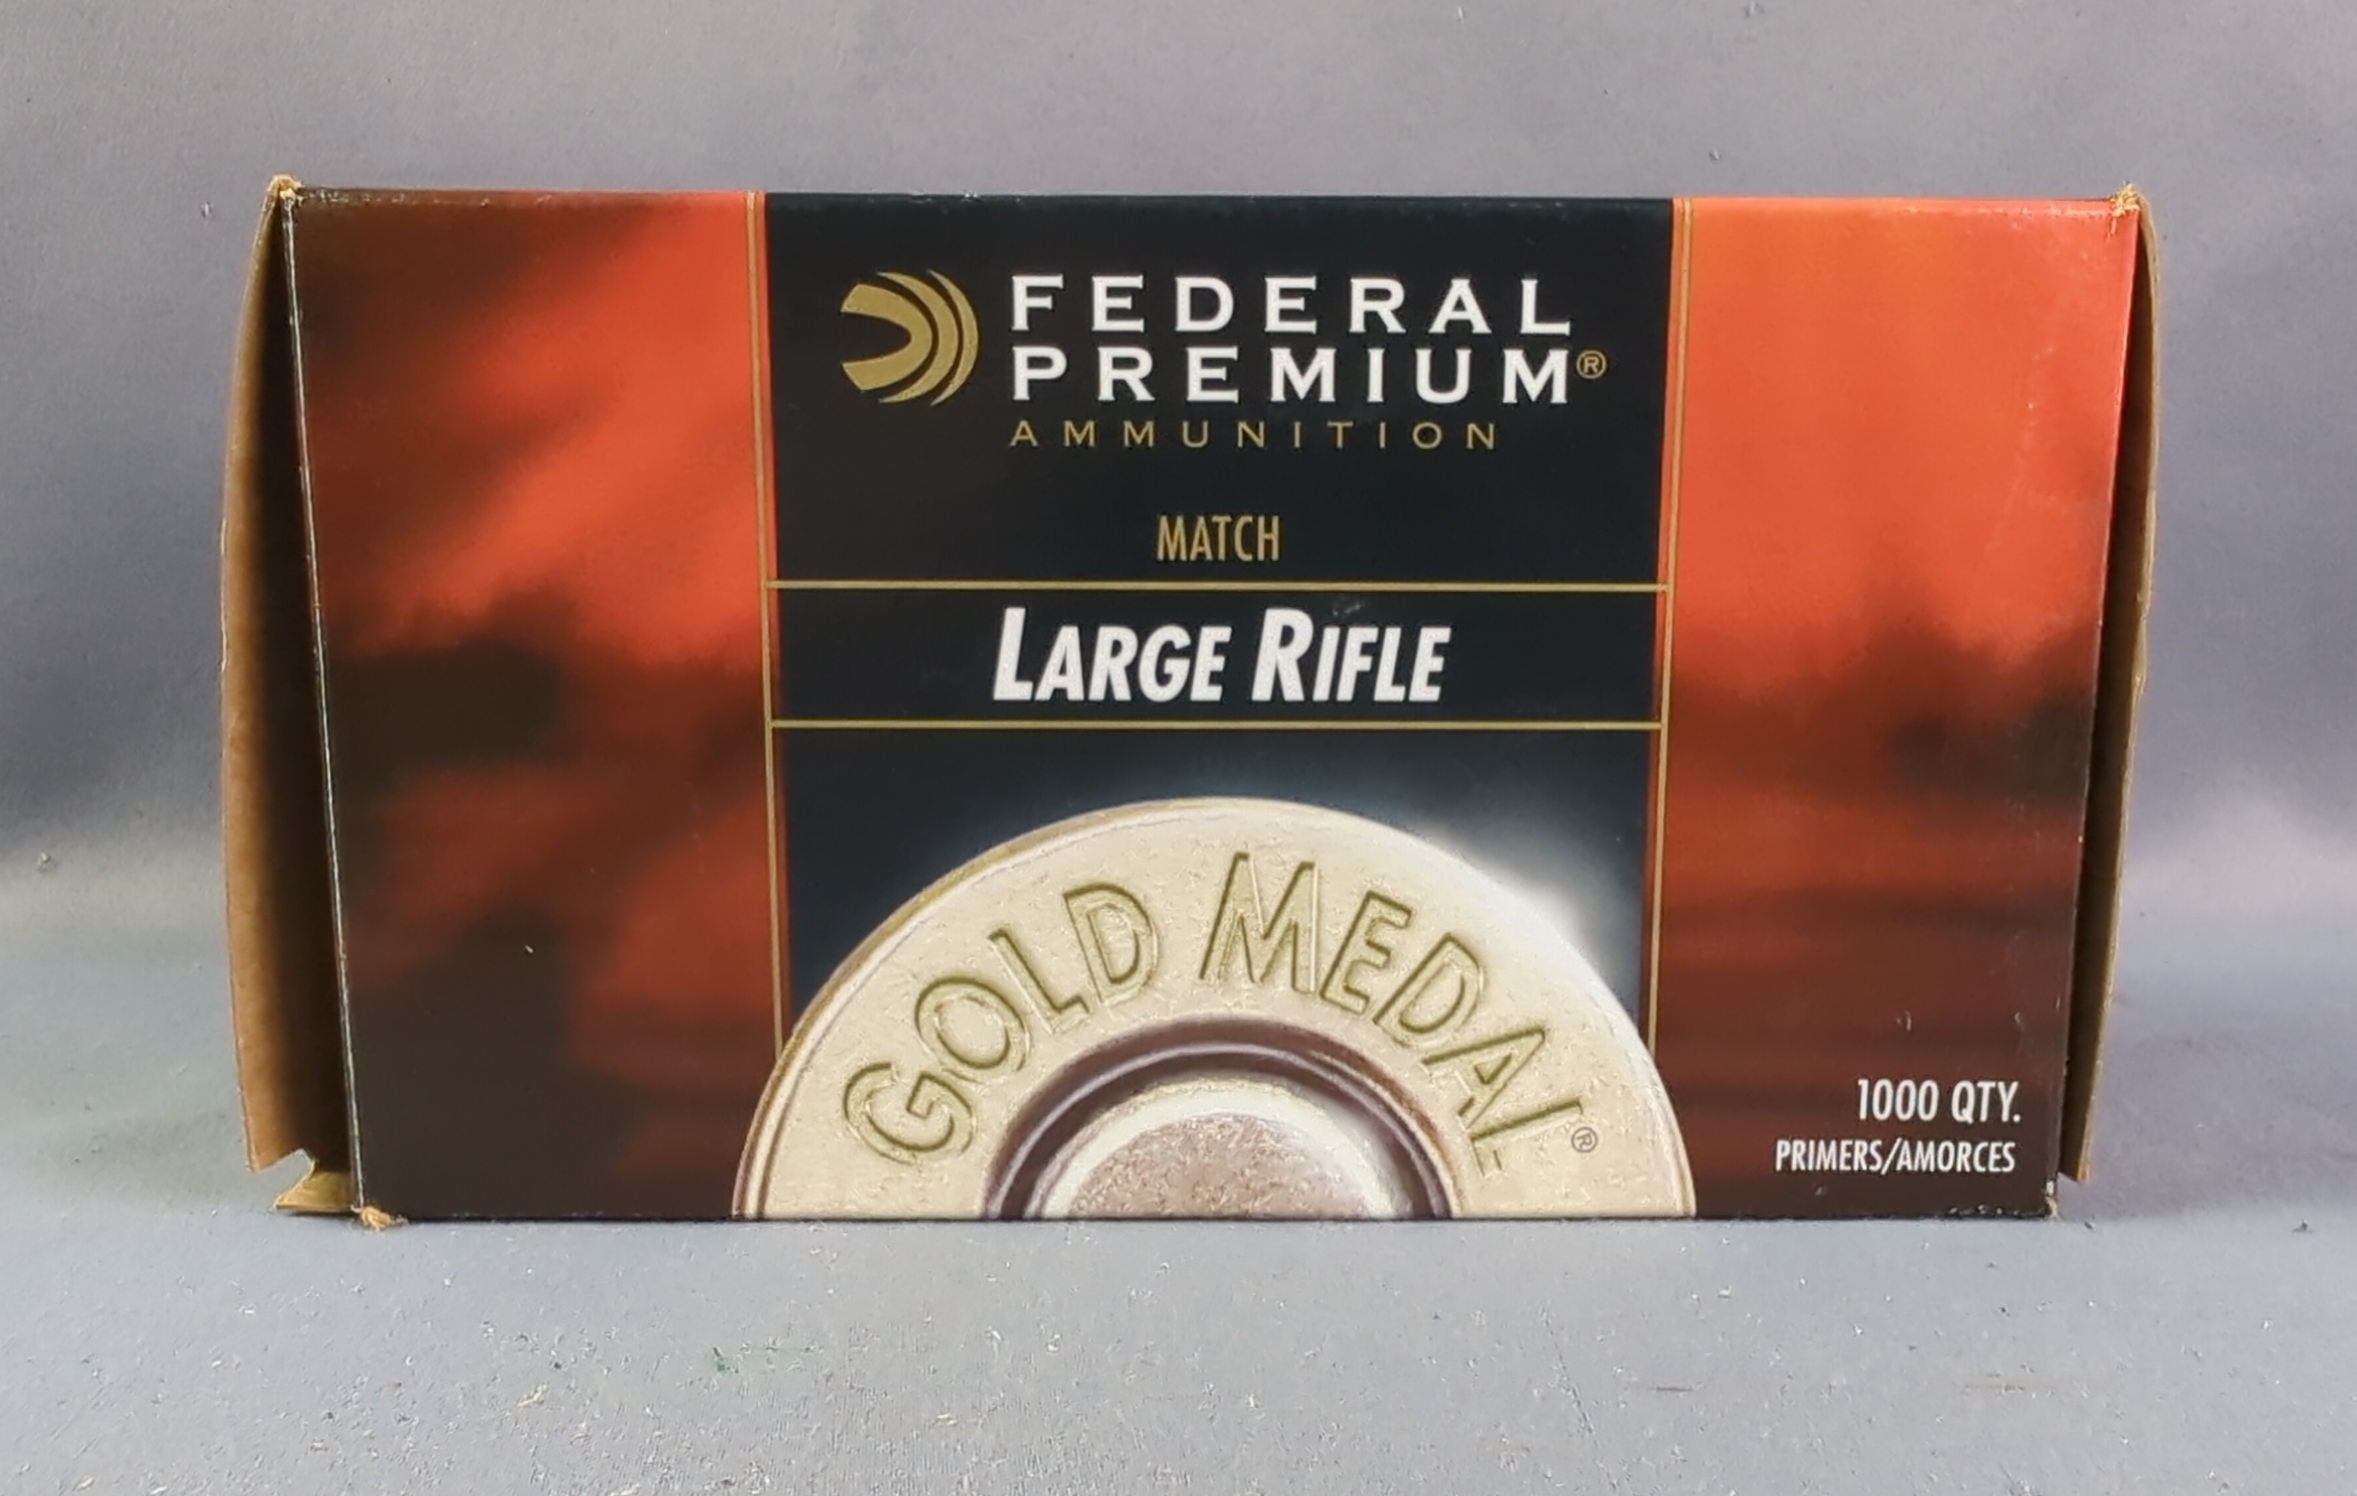 FEDERAL
PREMIUM®
AMMUNITION
MATCH
LARGE RIFLE
GOLD MEDAL®
1000 QTY.
PRIMERS/AMORCES